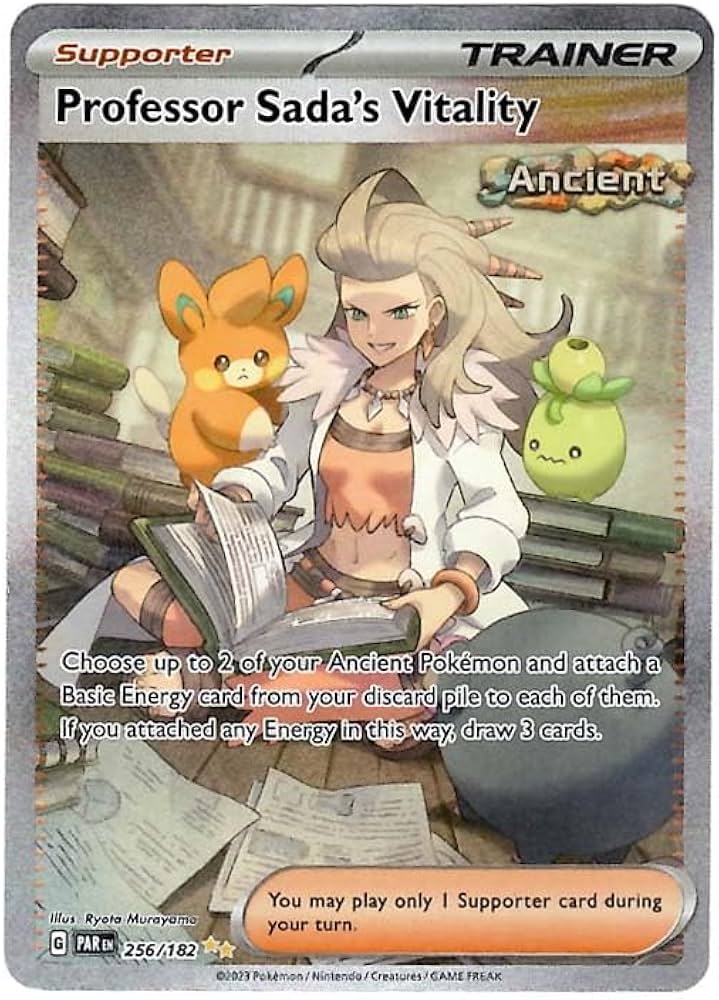 Supporter
TRAINER
Professor Sada's Vitality
Ancient
Choose up to 2 of your Ancient Pokémon and attach a
Basic Energy card from your discard pile to each of them.
If you attached any Energy in this way, draw 3 cards.
You may play only 1 Supporter card during
your turn.
Illus. Ryota Murayama
G PAR EN 256/182
©2023 Pokémon / Nintendo / Creatures / GAME FREAK